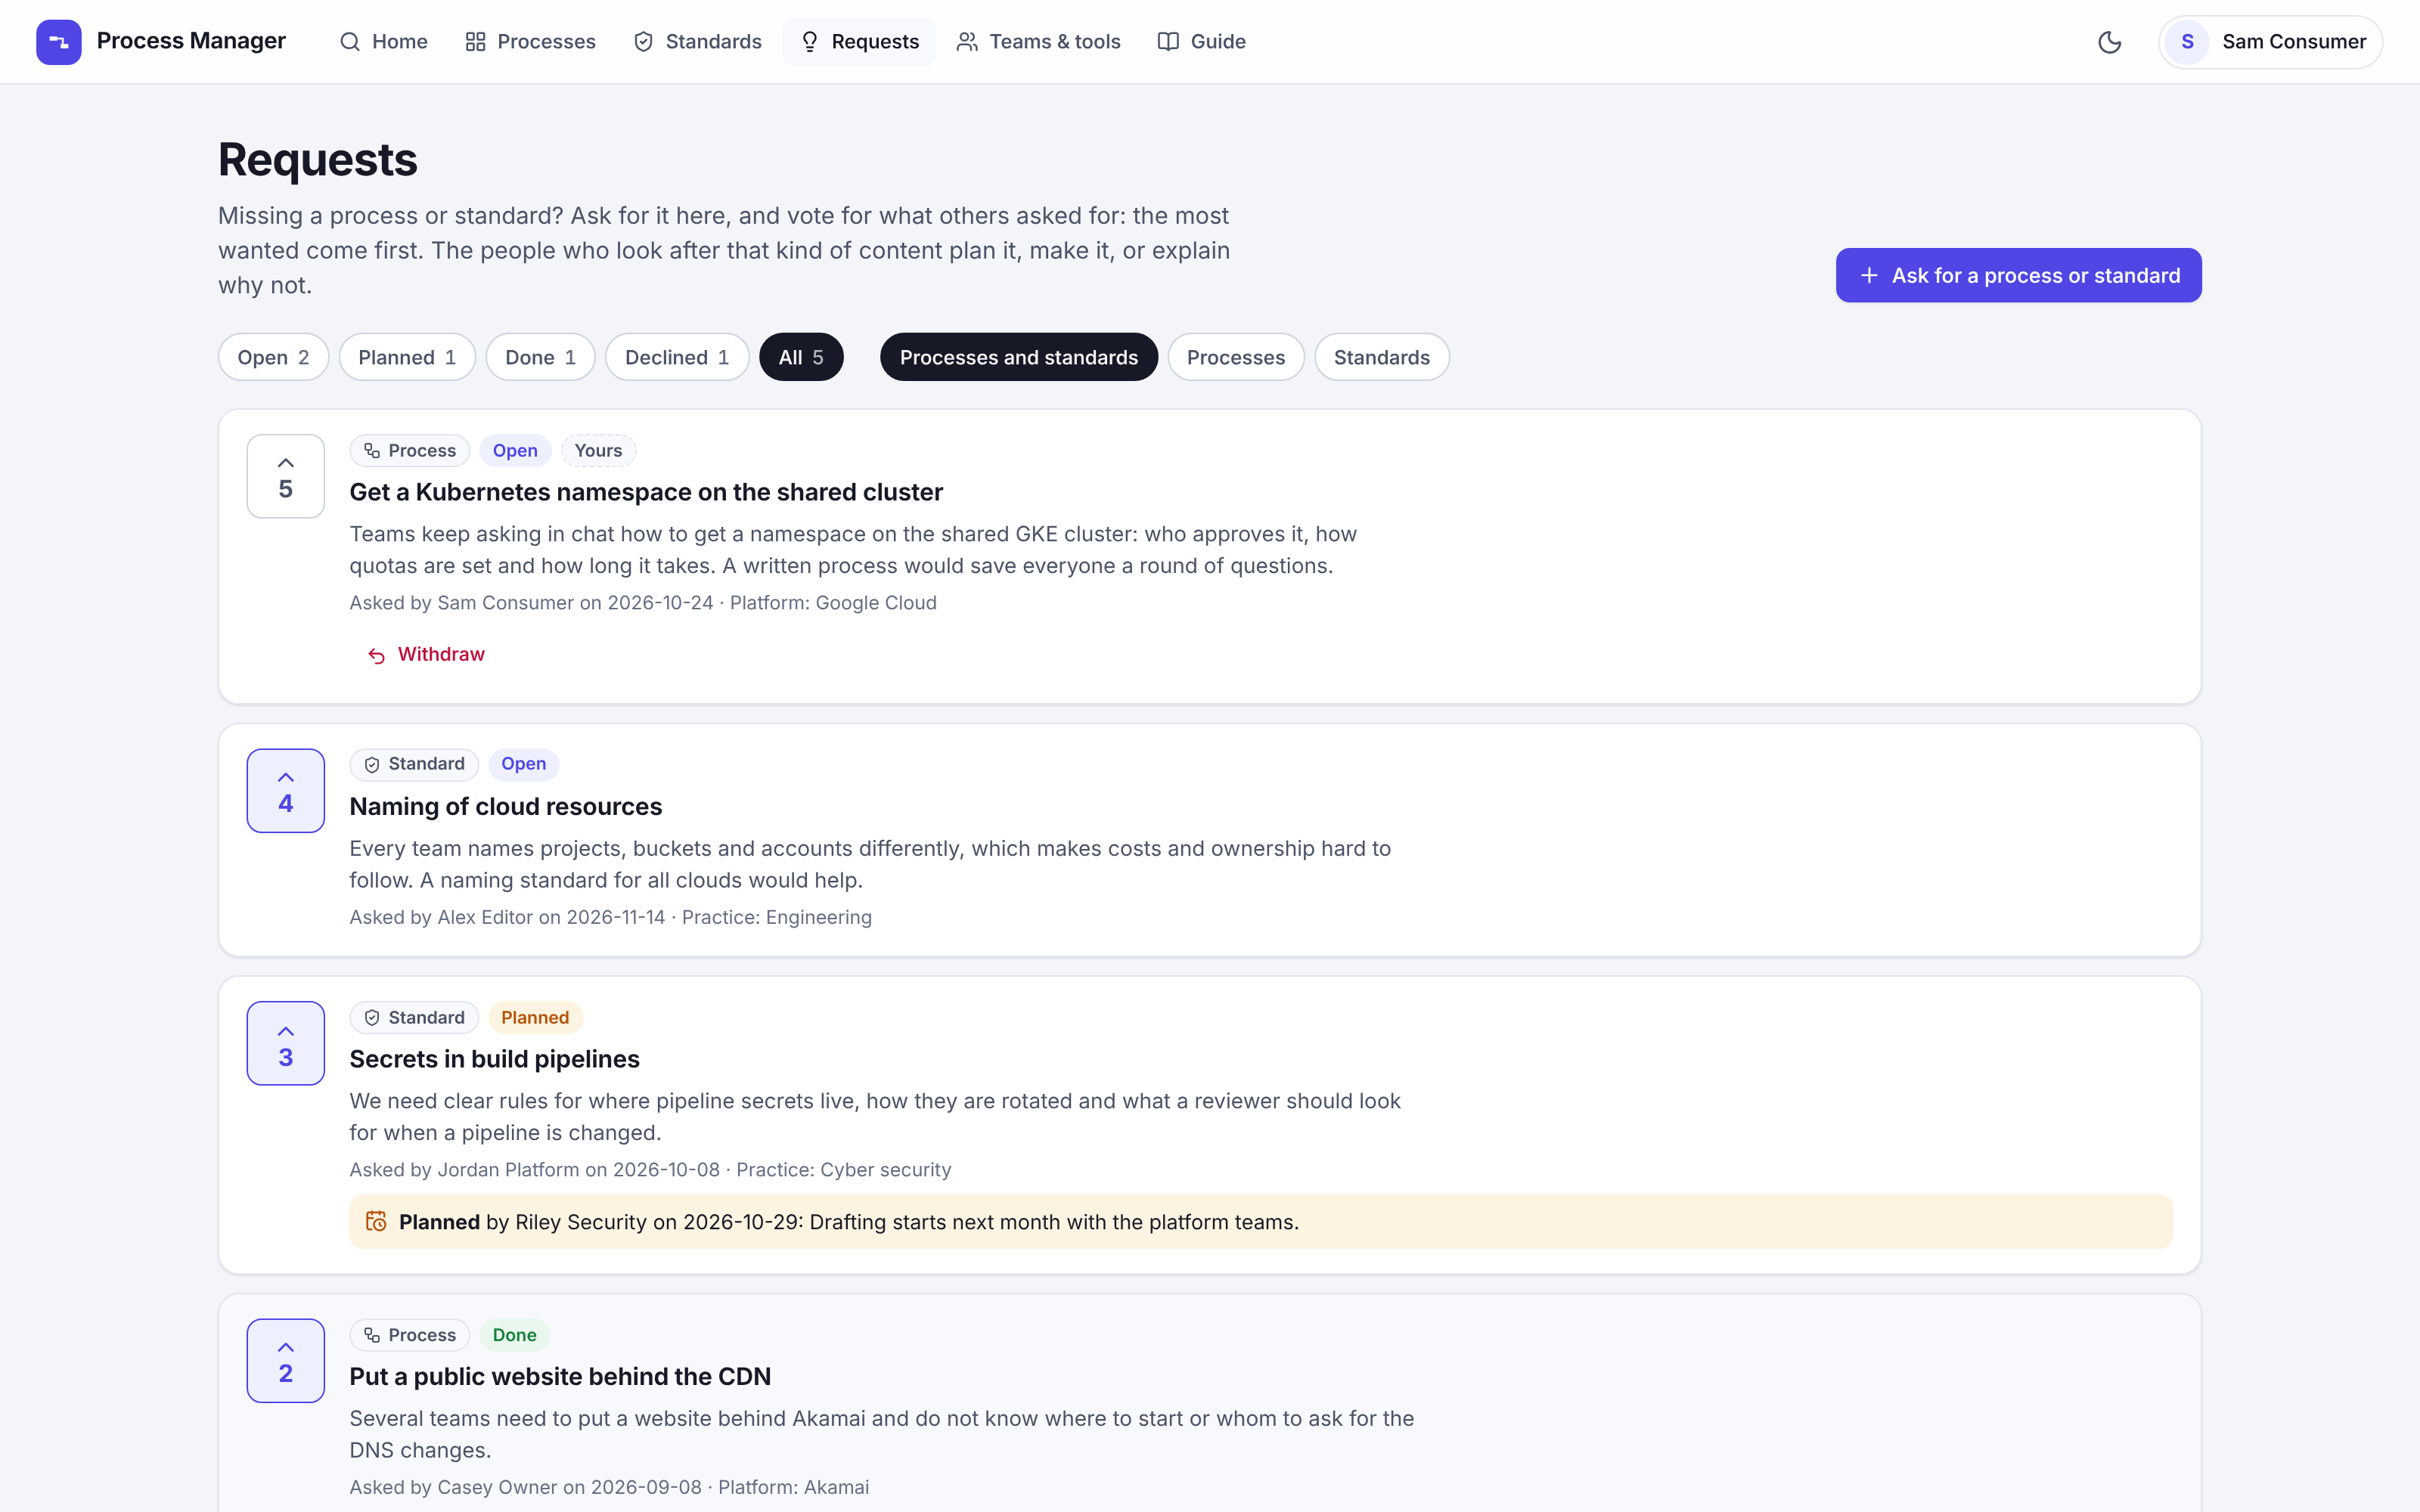 Process Manager
Home
Processes
Standards
Requests
Teams & tools
Guide
S
Sam Consumer
Requests
Missing a process or standard? Ask for it here, and vote for what others asked for: the most
wanted come first. The people who look after that kind of content plan it, make it, or explain
why not.
Ask for a process or standard
Open 2
Planned 1
Done 1
Declined 1
All 5
Processes and standards
Processes
Standards
5
Process
Open
Yours
Get a Kubernetes namespace on the shared cluster
Teams keep asking in chat how to get a namespace on the shared GKE cluster: who approves it, how
quotas are set and how long it takes. A written process would save everyone a round of questions.
Asked by Sam Consumer on 2026-10-24 · Platform: Google Cloud
Withdraw
4
Standard
Open
Naming of cloud resources
Every team names projects, buckets and accounts differently, which makes costs and ownership hard to
follow. A naming standard for all clouds would help.
Asked by Alex Editor on 2026-11-14 · Practice: Engineering
3
Standard
Planned
Secrets in build pipelines
We need clear rules for where pipeline secrets live, how they are rotated and what a reviewer should look
for when a pipeline is changed.
Asked by Jordan Platform on 2026-10-08 · Practice: Cyber security
Planned by Riley Security on 2026-10-29: Drafting starts next month with the platform teams.
2
Process
Done
Put a public website behind the CDN
Several teams need to put a website behind Akamai and do not know where to start or whom to ask for the
DNS changes.
Asked by Casey Owner on 2026-09-08 · Platform: Akamai